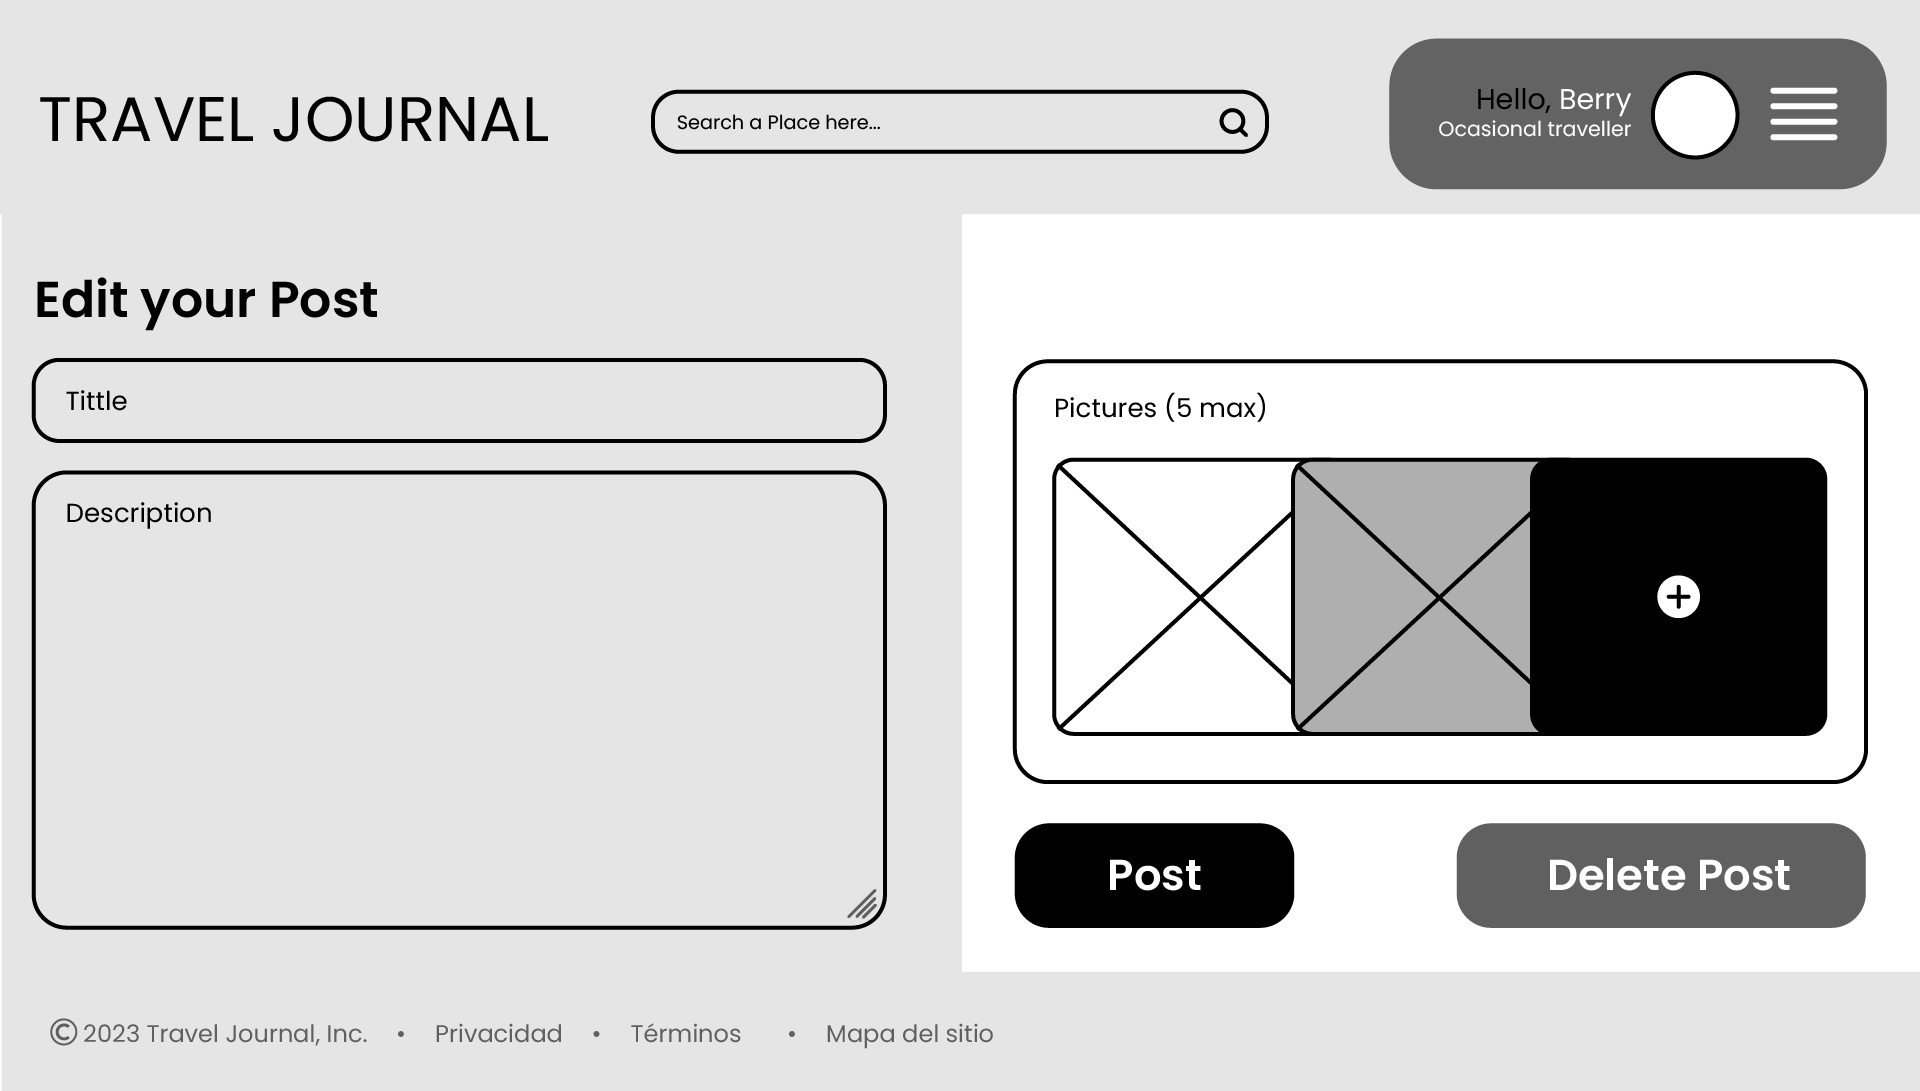 TRAVEL JOURNAL
Search a Place here...
Hello, Berry
Ocasional traveller
Edit your Post
Tittle
Description
Pictures (5 max)
Post
Delete Post
© 2023 Travel Journal, Inc. • Privacidad • Términos • Mapa del sitio